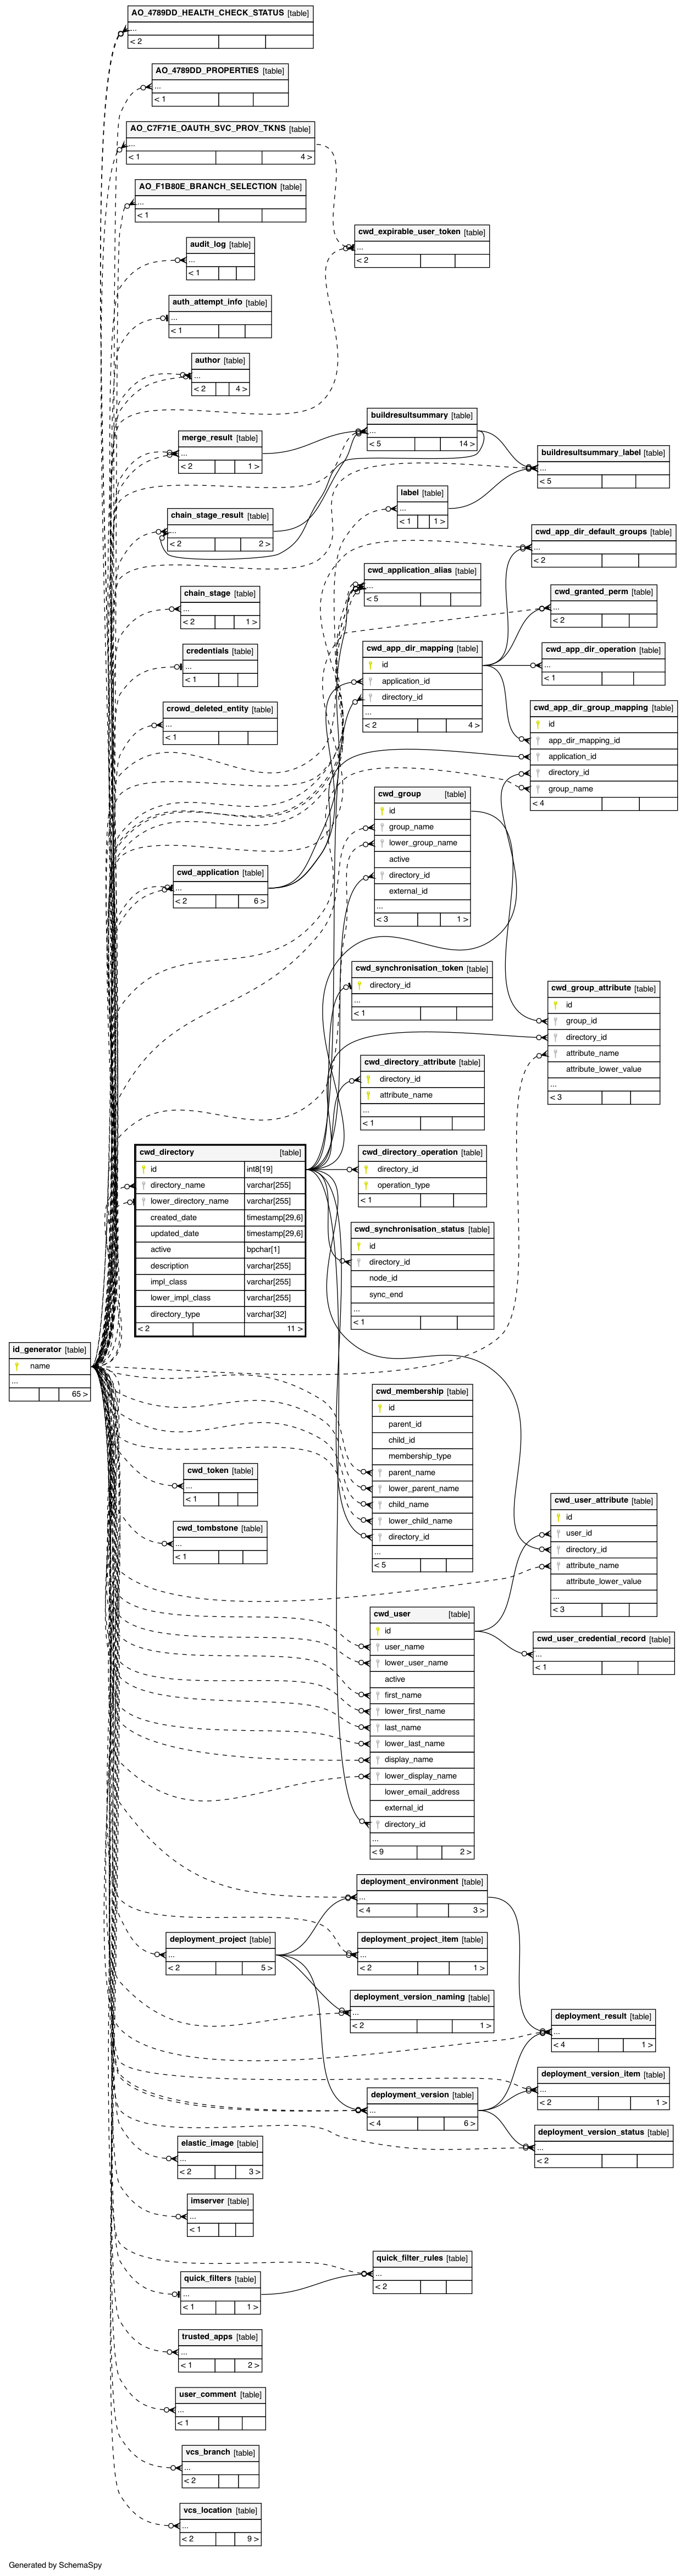 AO_4789DD_HEALTH_CHECK_STATUS [table]
...
< 2
AO_4789DD_PROPERTIES [table]
...
< 1
AO_C7F71E_OAUTH_SVC_PROV_TKNS [table]
...
< 1 4 >
AO_F1B80E_BRANCH_SELECTION [table]
...
< 1
cwd_expirable_user_token [table]
...
< 2
audit_log [table]
...
< 1
auth_attempt_info [table]
...
< 1
author [table]
...
< 2 4 >
buildresultsummary [table]
...
< 5 14 >
merge_result [table]
...
< 2 1 >
buildresultsummary_label [table]
...
< 5
label [table]
...
< 1 1 >
chain_stage_result [table]
...
< 2 2 >
cwd_app_dir_default_groups [table]
...
< 2
cwd_application_alias [table]
...
< 5
chain_stage [table]
...
< 2 1 >
cwd_granted_perm [table]
...
< 2
credentials [table]
...
< 1
cwd_app_dir_mapping [table]
id
application_id
directory_id
...
< 2 4 >
cwd_app_dir_operation [table]
...
< 1
crowd_deleted_entity [table]
...
< 1
cwd_app_dir_group_mapping [table]
id
app_dir_mapping_id
application_id
directory_id
group_name
< 4
cwd_group [table]
id
group_name
lower_group_name
active
directory_id
external_id
...
< 3 1 >
cwd_application [table]
...
< 2 6 >
cwd_synchronisation_token [table]
directory_id
...
< 1
cwd_group_attribute [table]
id
group_id
directory_id
attribute_name
attribute_lower_value
...
< 3
cwd_directory_attribute [table]
directory_id
attribute_name
...
< 1
cwd_directory [table]
id int8[19]
directory_name varchar[255]
lower_directory_name varchar[255]
created_date timestamp[29,6]
updated_date timestamp[29,6]
active bpchar[1]
description varchar[255]
impl_class varchar[255]
lower_impl_class varchar[255]
directory_type varchar[32]
< 2 11 >
cwd_directory_operation [table]
directory_id
operation_type
< 1
cwd_synchronisation_status [table]
id
directory_id
node_id
sync_end
...
< 1
id_generator [table]
name
...
65 >
cwd_membership [table]
id
parent_id
child_id
membership_type
parent_name
lower_parent_name
child_name
lower_child_name
directory_id
...
< 5
cwd_token [table]
...
< 1
cwd_tombstone [table]
...
< 1
cwd_user_attribute [table]
id
user_id
directory_id
attribute_name
attribute_lower_value
...
< 3
cwd_user [table]
id
user_name
lower_user_name
active
first_name
lower_first_name
last_name
lower_last_name
display_name
lower_display_name
lower_email_address
external_id
directory_id
...
< 9 2 >
cwd_user_credential_record [table]
...
< 1
deployment_environment [table]
...
< 4 3 >
deployment_project [table]
...
< 2 5 >
deployment_project_item [table]
...
< 2 1 >
deployment_version_naming [table]
...
< 2 1 >
deployment_result [table]
...
< 4 1 >
deployment_version_item [table]
...
< 2 1 >
deployment_version [table]
...
< 4 6 >
deployment_version_status [table]
...
< 2
elastic_image [table]
...
< 2 3 >
imserver [table]
...
< 1
quick_filter_rules [table]
...
< 2
quick_filters [table]
...
< 1 1 >
trusted_apps [table]
...
< 1 2 >
user_comment [table]
...
< 1
vcs_branch [table]
...
< 2
vcs_location [table]
...
< 2 9 >
Generated by SchemaSpy